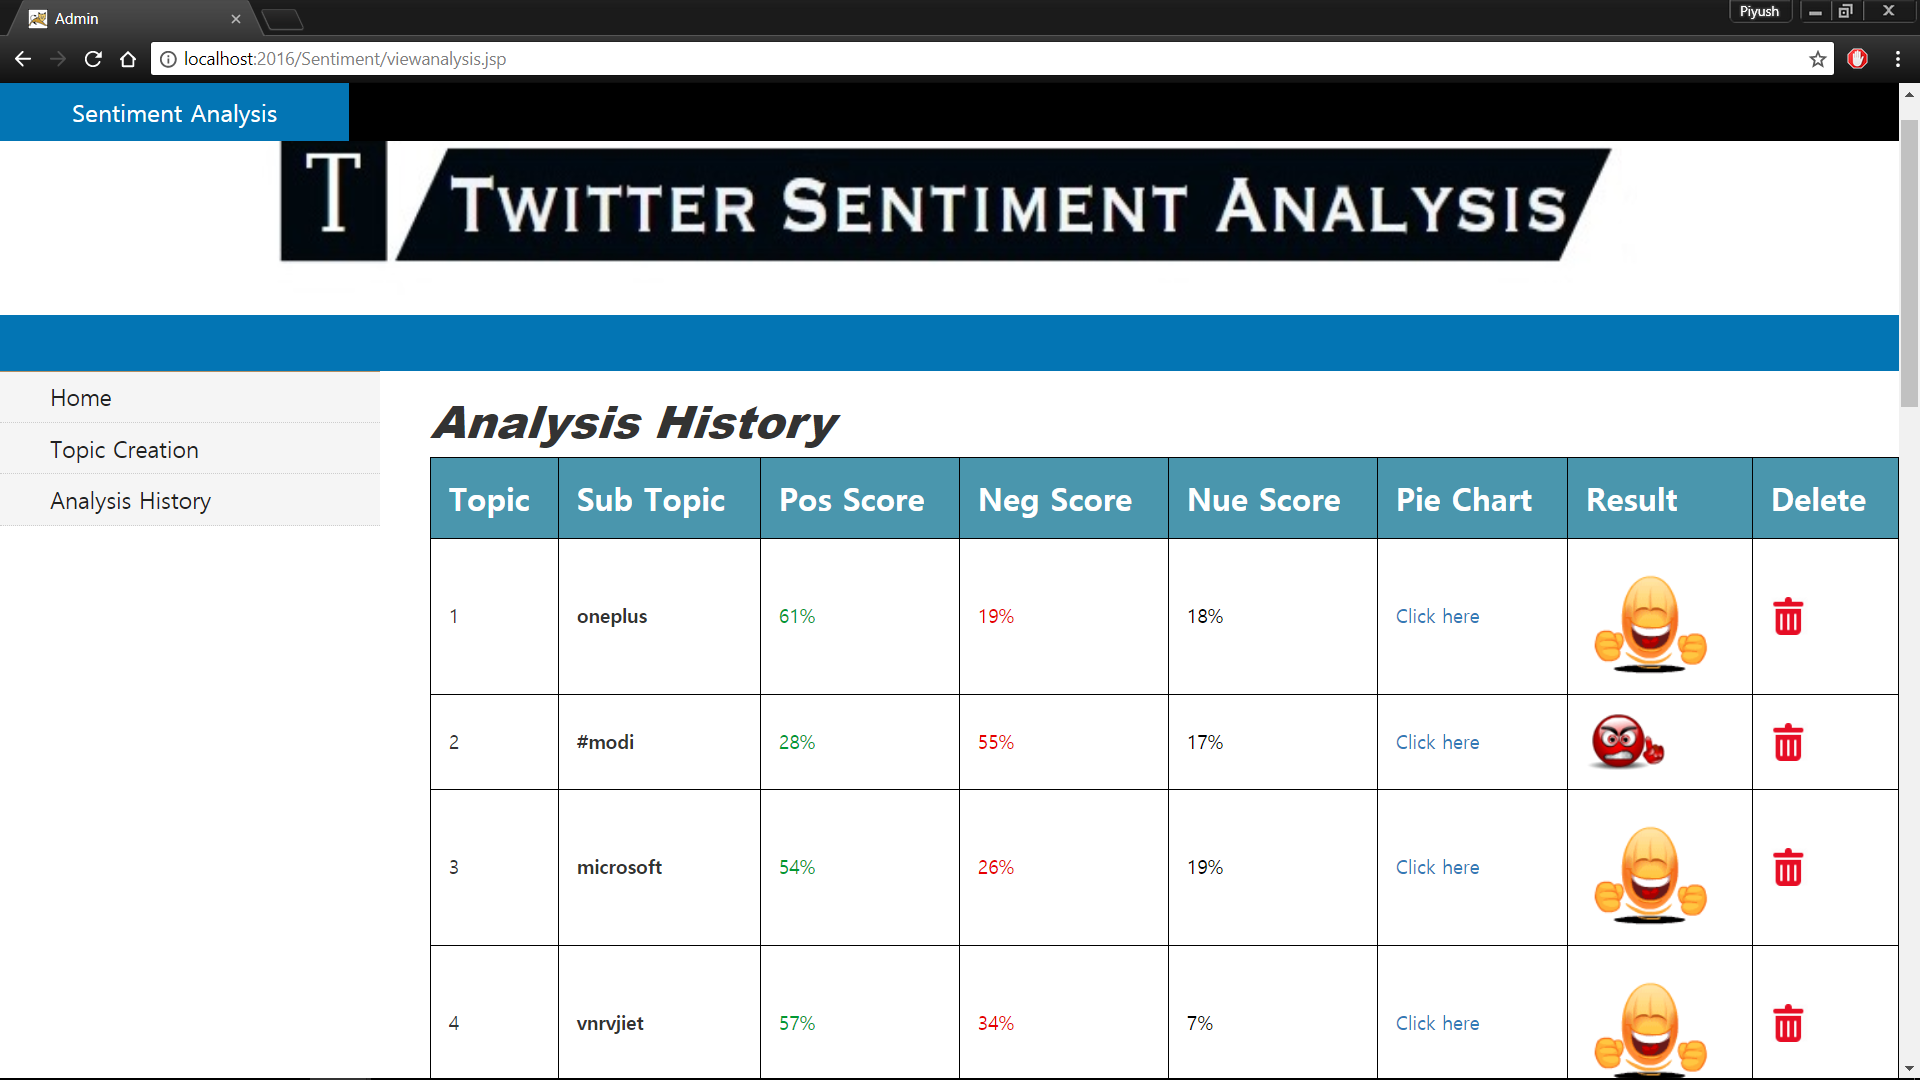 Admin
Piyush
localhost:2016/Sentiment/viewanalysis.jsp
Sentiment Analysis
T TWITTER SENTIMENT ANALYSIS
Home
Topic Creation
Analysis History
Analysis History
Topic Sub Topic Pos Score Neg Score Nue Score Pie Chart Result Delete
1 oneplus 61% 19% 18% Click here
2 #modi 28% 55% 17% Click here
3 microsoft 54% 26% 19% Click here
4 vnrvjiet 57% 34% 7% Click here